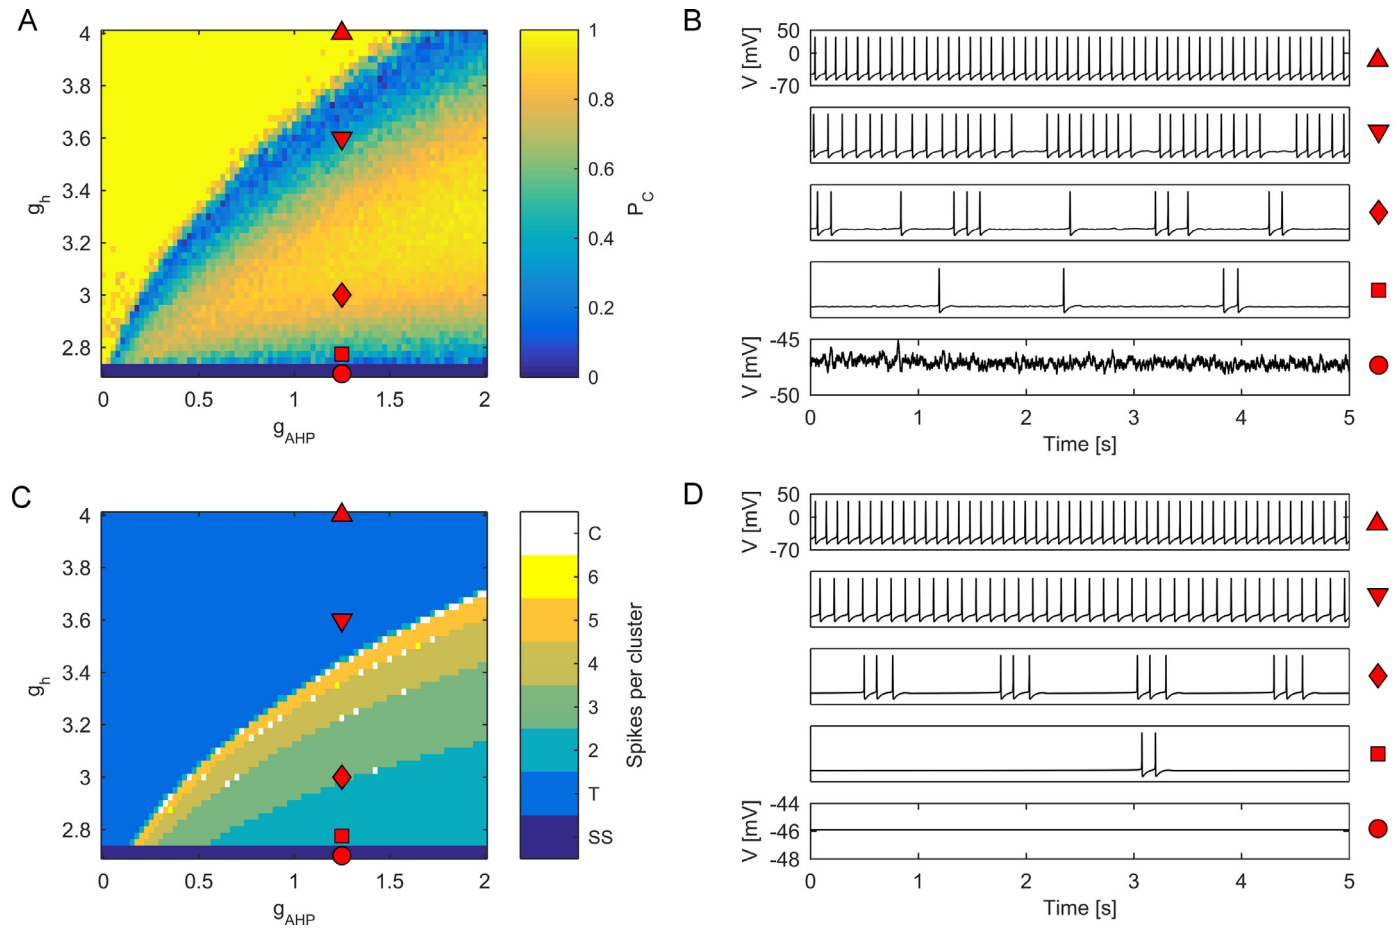 A
4
3.8
3.6
3.4
3.2
3
2.8
g_h
0 0.5 1 1.5 2
g_AHP
1
0.8
0.6
0.4
0.2
0
P_C
B
50
0
-70
V [mV]
-45
-50
V [mV]
0 1 2 3 4 5
Time [s]
C
4
3.8
3.6
3.4
3.2
3
2.8
g_h
0 0.5 1 1.5 2
g_AHP
C
6
5
4
3
2
T
SS
Spikes per cluster
D
50
0
-70
V [mV]
-44
-46
-48
V [mV]
0 1 2 3 4 5
Time [s]